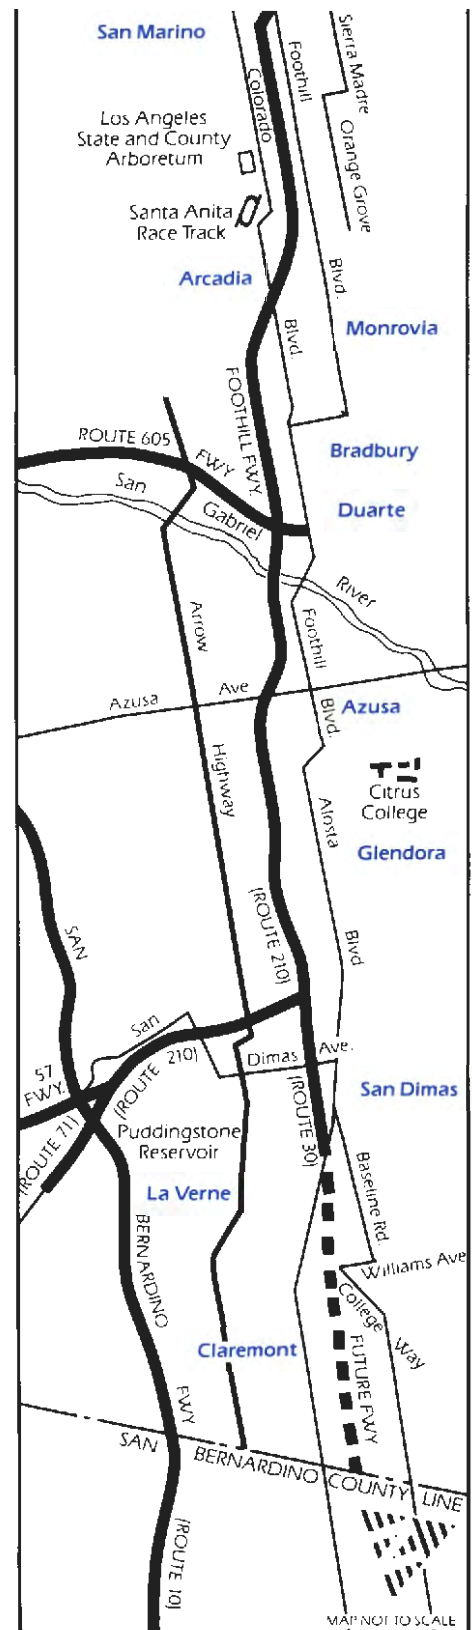 San Marino
Sierra Madre
Foothill
Colorado
Los Angeles
State and County
Arboretum
Orange Grove
Santa Anita
Race Track
Blvd.
Arcadia
Blvd.
Monrovia
FOOTHILL FWY.
ROUTE 605
FWY
Bradbury
San
Gabriel
Duarte
River
Arrow
Foothill
Azusa
Ave
Blvd.
Azusa
Highway
Citrus
College
Alosta
Glendora
(ROUTE 210)
SAN
Blvd
San
Dimas
Ave.
57
FWY.
(ROUTE
210)
(ROUTE 30)
San Dimas
(ROUTE 71)
Puddingstone
Reservoir
La Verne
Baseline Rd.
BERNARDINO
Williams Ave
College
Way
Claremont
FUTURE FWY
FWY
SAN
BERNARDINO
COUNTY
LINE
(ROUTE 10)
MAP NOT TO SCALE